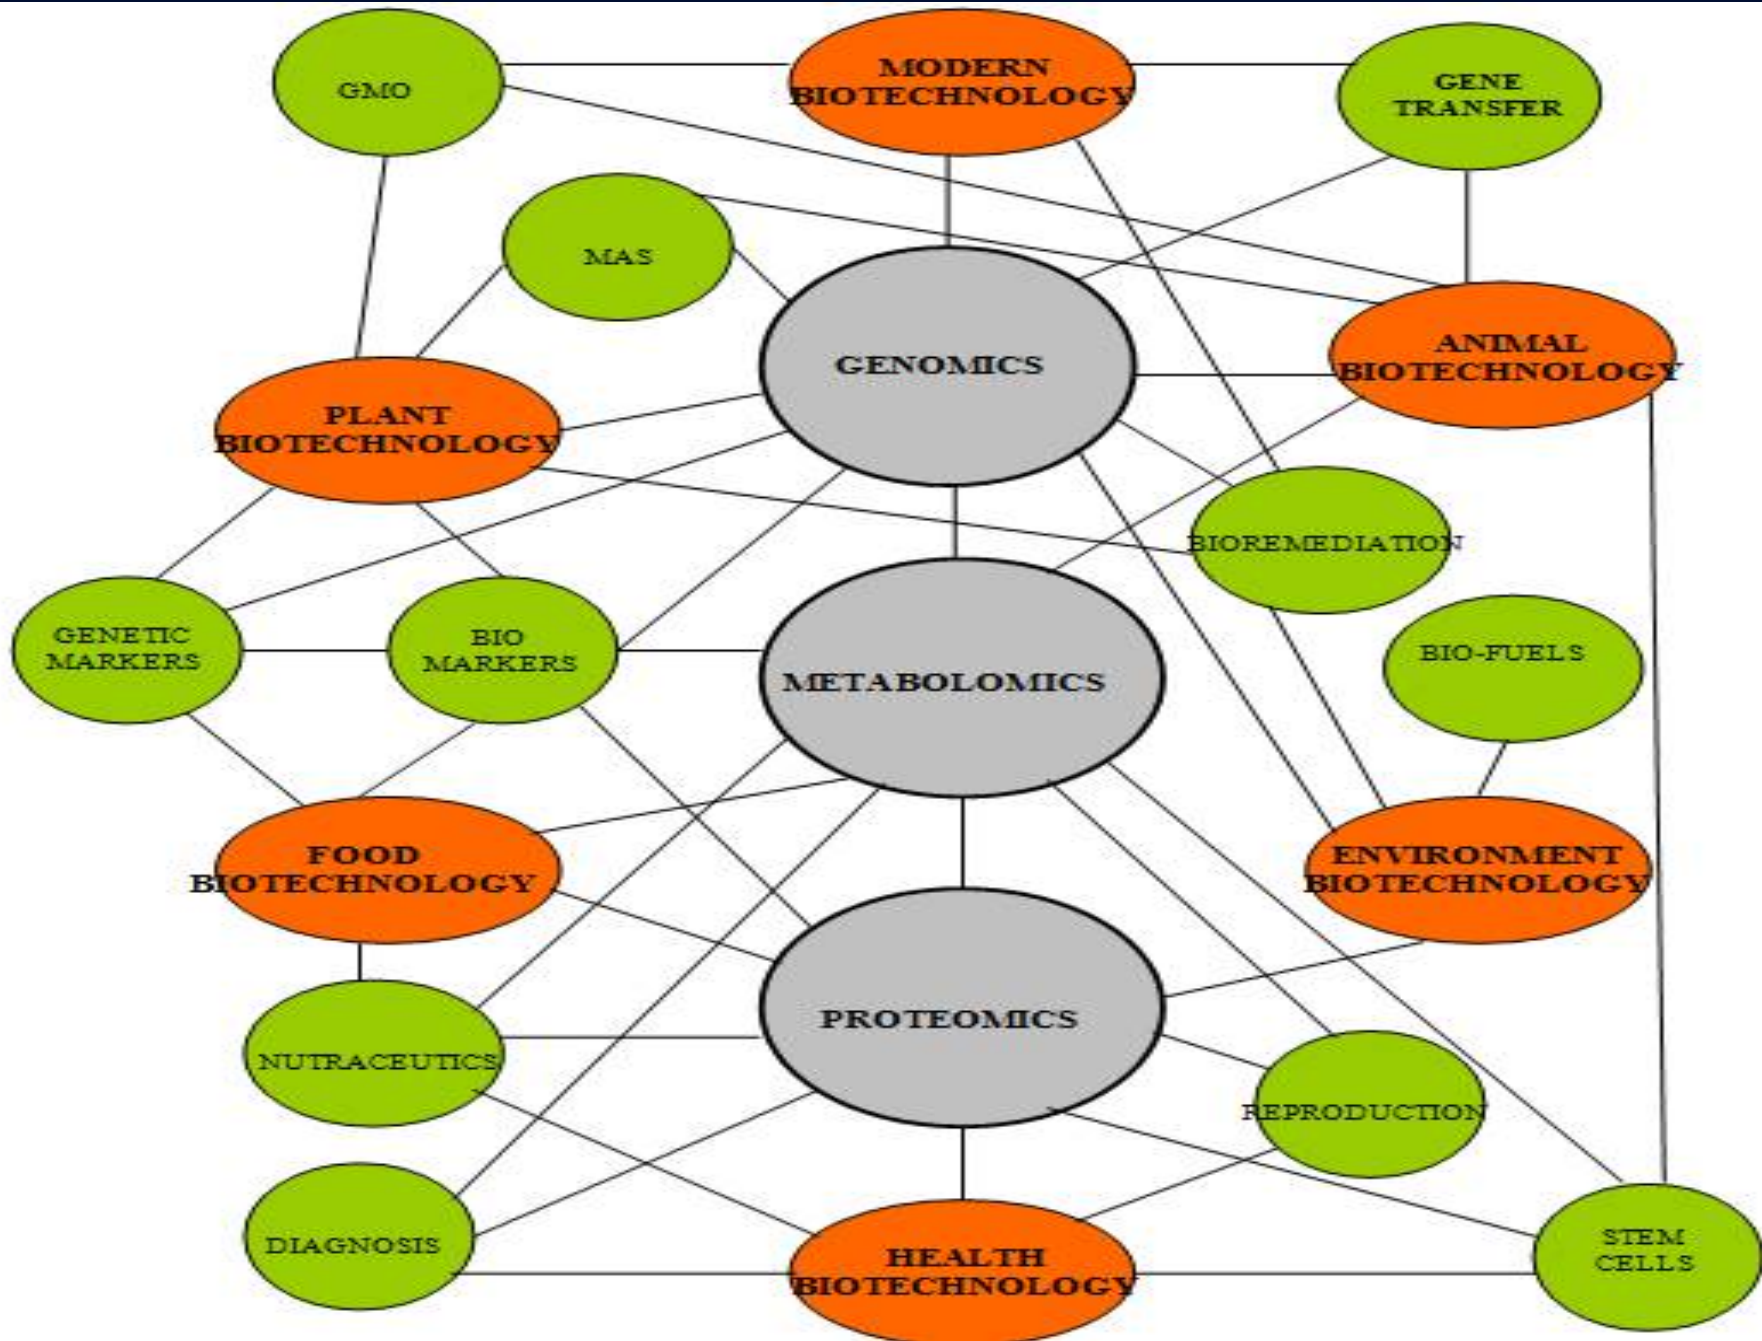 GMO
MODERN
BIOTECHNOLOGY
GENE
TRANSFER
MAS
GENOMICS
ANIMAL
BIOTECHNOLOGY
PLANT
BIOTECHNOLOGY
BIOREMEDIATION
GENETIC
MARKERS
BIO
MARKERS
METABOLOMICS
BIO-FUELS
FOOD
BIOTECHNOLOGY
ENVIRONMENT
BIOTECHNOLOGY
PROTEOMICS
NUTRACEUTICS
REPRODUCTION
DIAGNOSIS
HEALTH
BIOTECHNOLOGY
STEM
CELLS